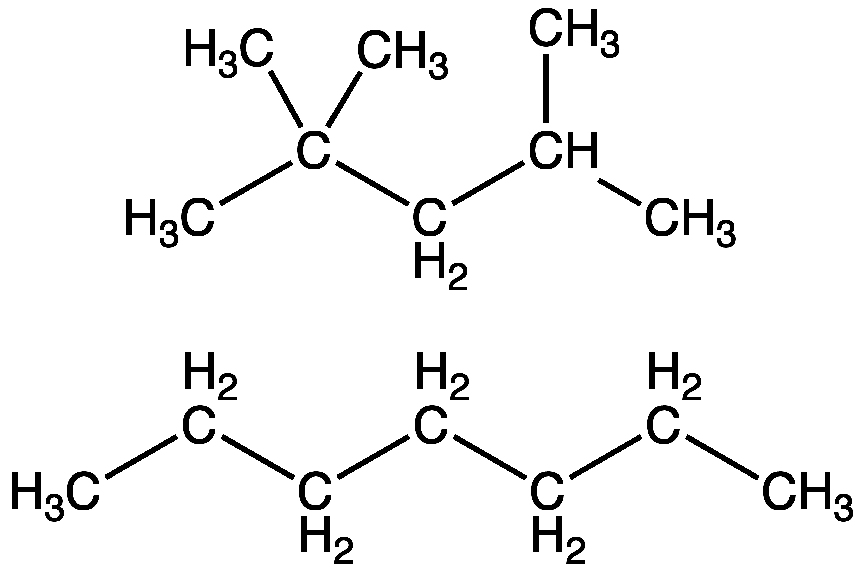 CH₃
H₃C CH₃
C CH
H₃C C CH₃
H₂
H₂ H₂ H₂
C C C
H₃C C C CH₃
H₂ H₂